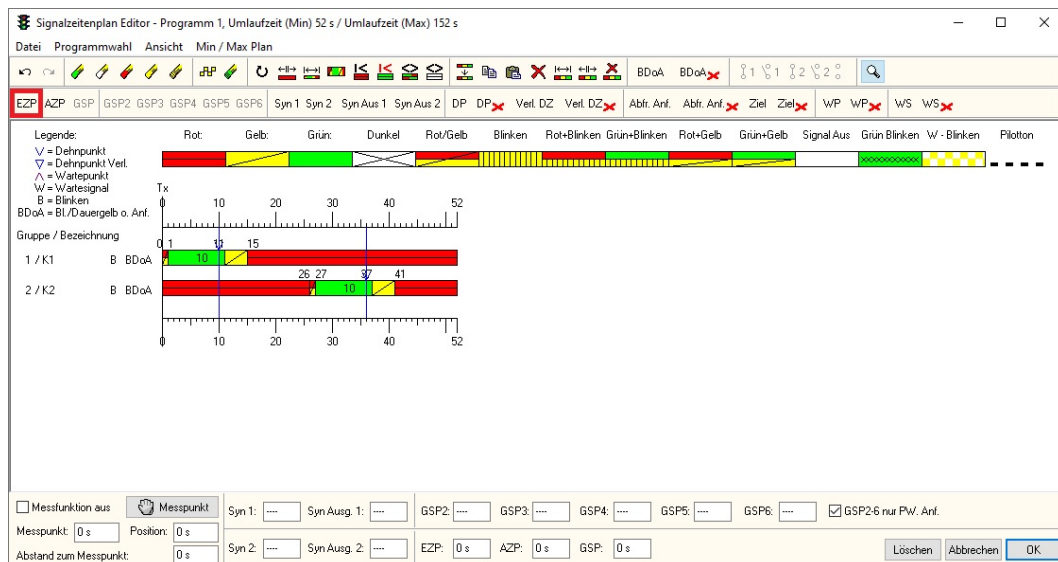 Signalzeitenplan Editor - Programm 1, Umlaufzeit (Min) 52 s / Umlaufzeit (Max) 152 s
Datei Programmwahl Ansicht Min / Max Plan
BDoA BDoA 1 1 2 2
EZP AZP GSP GSP2 GSP3 GSP4 GSP5 GSP6 Syn 1 Syn 2 Syn Aus 1 Syn Aus 2 DP DP Verl. DZ Verl. DZ Abfr. Anf. Abfr. Anf. Ziel Ziel WP WP WS WS
Legende: Rot: Gelb: Grün: Dunkel Rot/Gelb Blinken Rot+Blinken Grün+Blinken Rot+Gelb Grün+Gelb Signal Aus Grün Blinken W - Blinken Pilotton
V = Dehnpunkt
∇ = Dehnpunkt Verl.
Λ = Wartepunkt
W = Wartesignal
B = Blinken
BDoA = Bl./Dauergelb o. Anf.
Tx
0 10 20 30 40 52
Gruppe / Bezeichnung
0 1 11 15
1 / K1 B BDoA 10
26 27 37 41
2 / K2 B BDoA 10
0 10 20 30 40 52
Messfunktion aus Messpunkt Syn 1: ---- Syn Ausg. 1: ---- GSP2: ---- GSP3: ---- GSP4: ---- GSP5: ---- GSP6: ---- GSP2-6 nur PW. Anf.
Messpunkt: 0 s Position: 0 s
Abstand zum Messpunkt: 0 s Syn 2: ---- Syn Ausg. 2: ---- EZP: 0 s AZP: 0 s GSP: 0 s Löschen Abbrechen OK